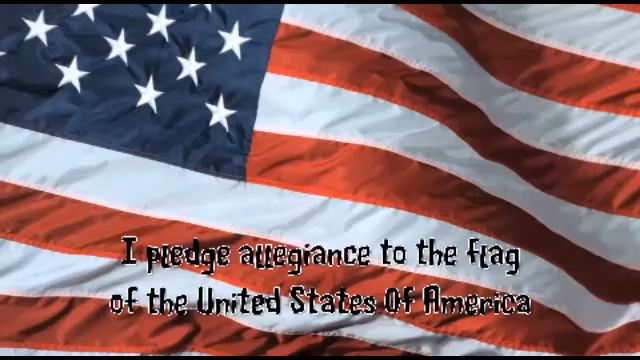 I pledge allegiance to the flag
of the United States Of America